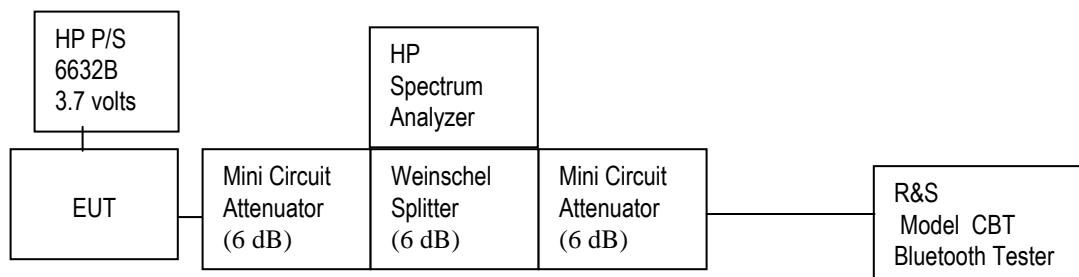 HP P/S
6632B
3.7 volts
HP
Spectrum
Analyzer
EUT
Mini Circuit
Attenuator
(6 dB)
Weinschel
Splitter
(6 dB)
Mini Circuit
Attenuator
(6 dB)
R&S
Model CBT
Bluetooth Tester